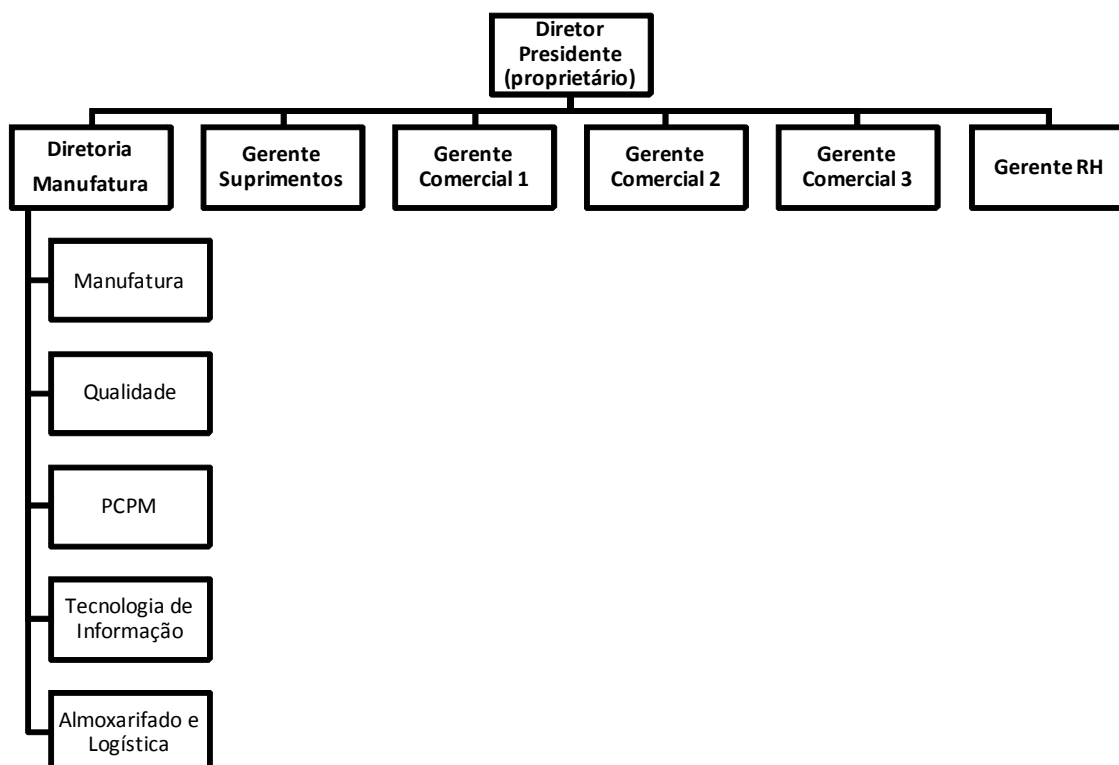 Diretor
Presidente
(proprietário)
Diretoria
Manufatura
Gerente
Suprimentos
Gerente
Comercial 1
Gerente
Comercial 2
Gerente
Comercial 3
Gerente RH
Manufatura
Qualidade
PCPM
Tecnologia de
Informação
Almoxarifado e
Logística